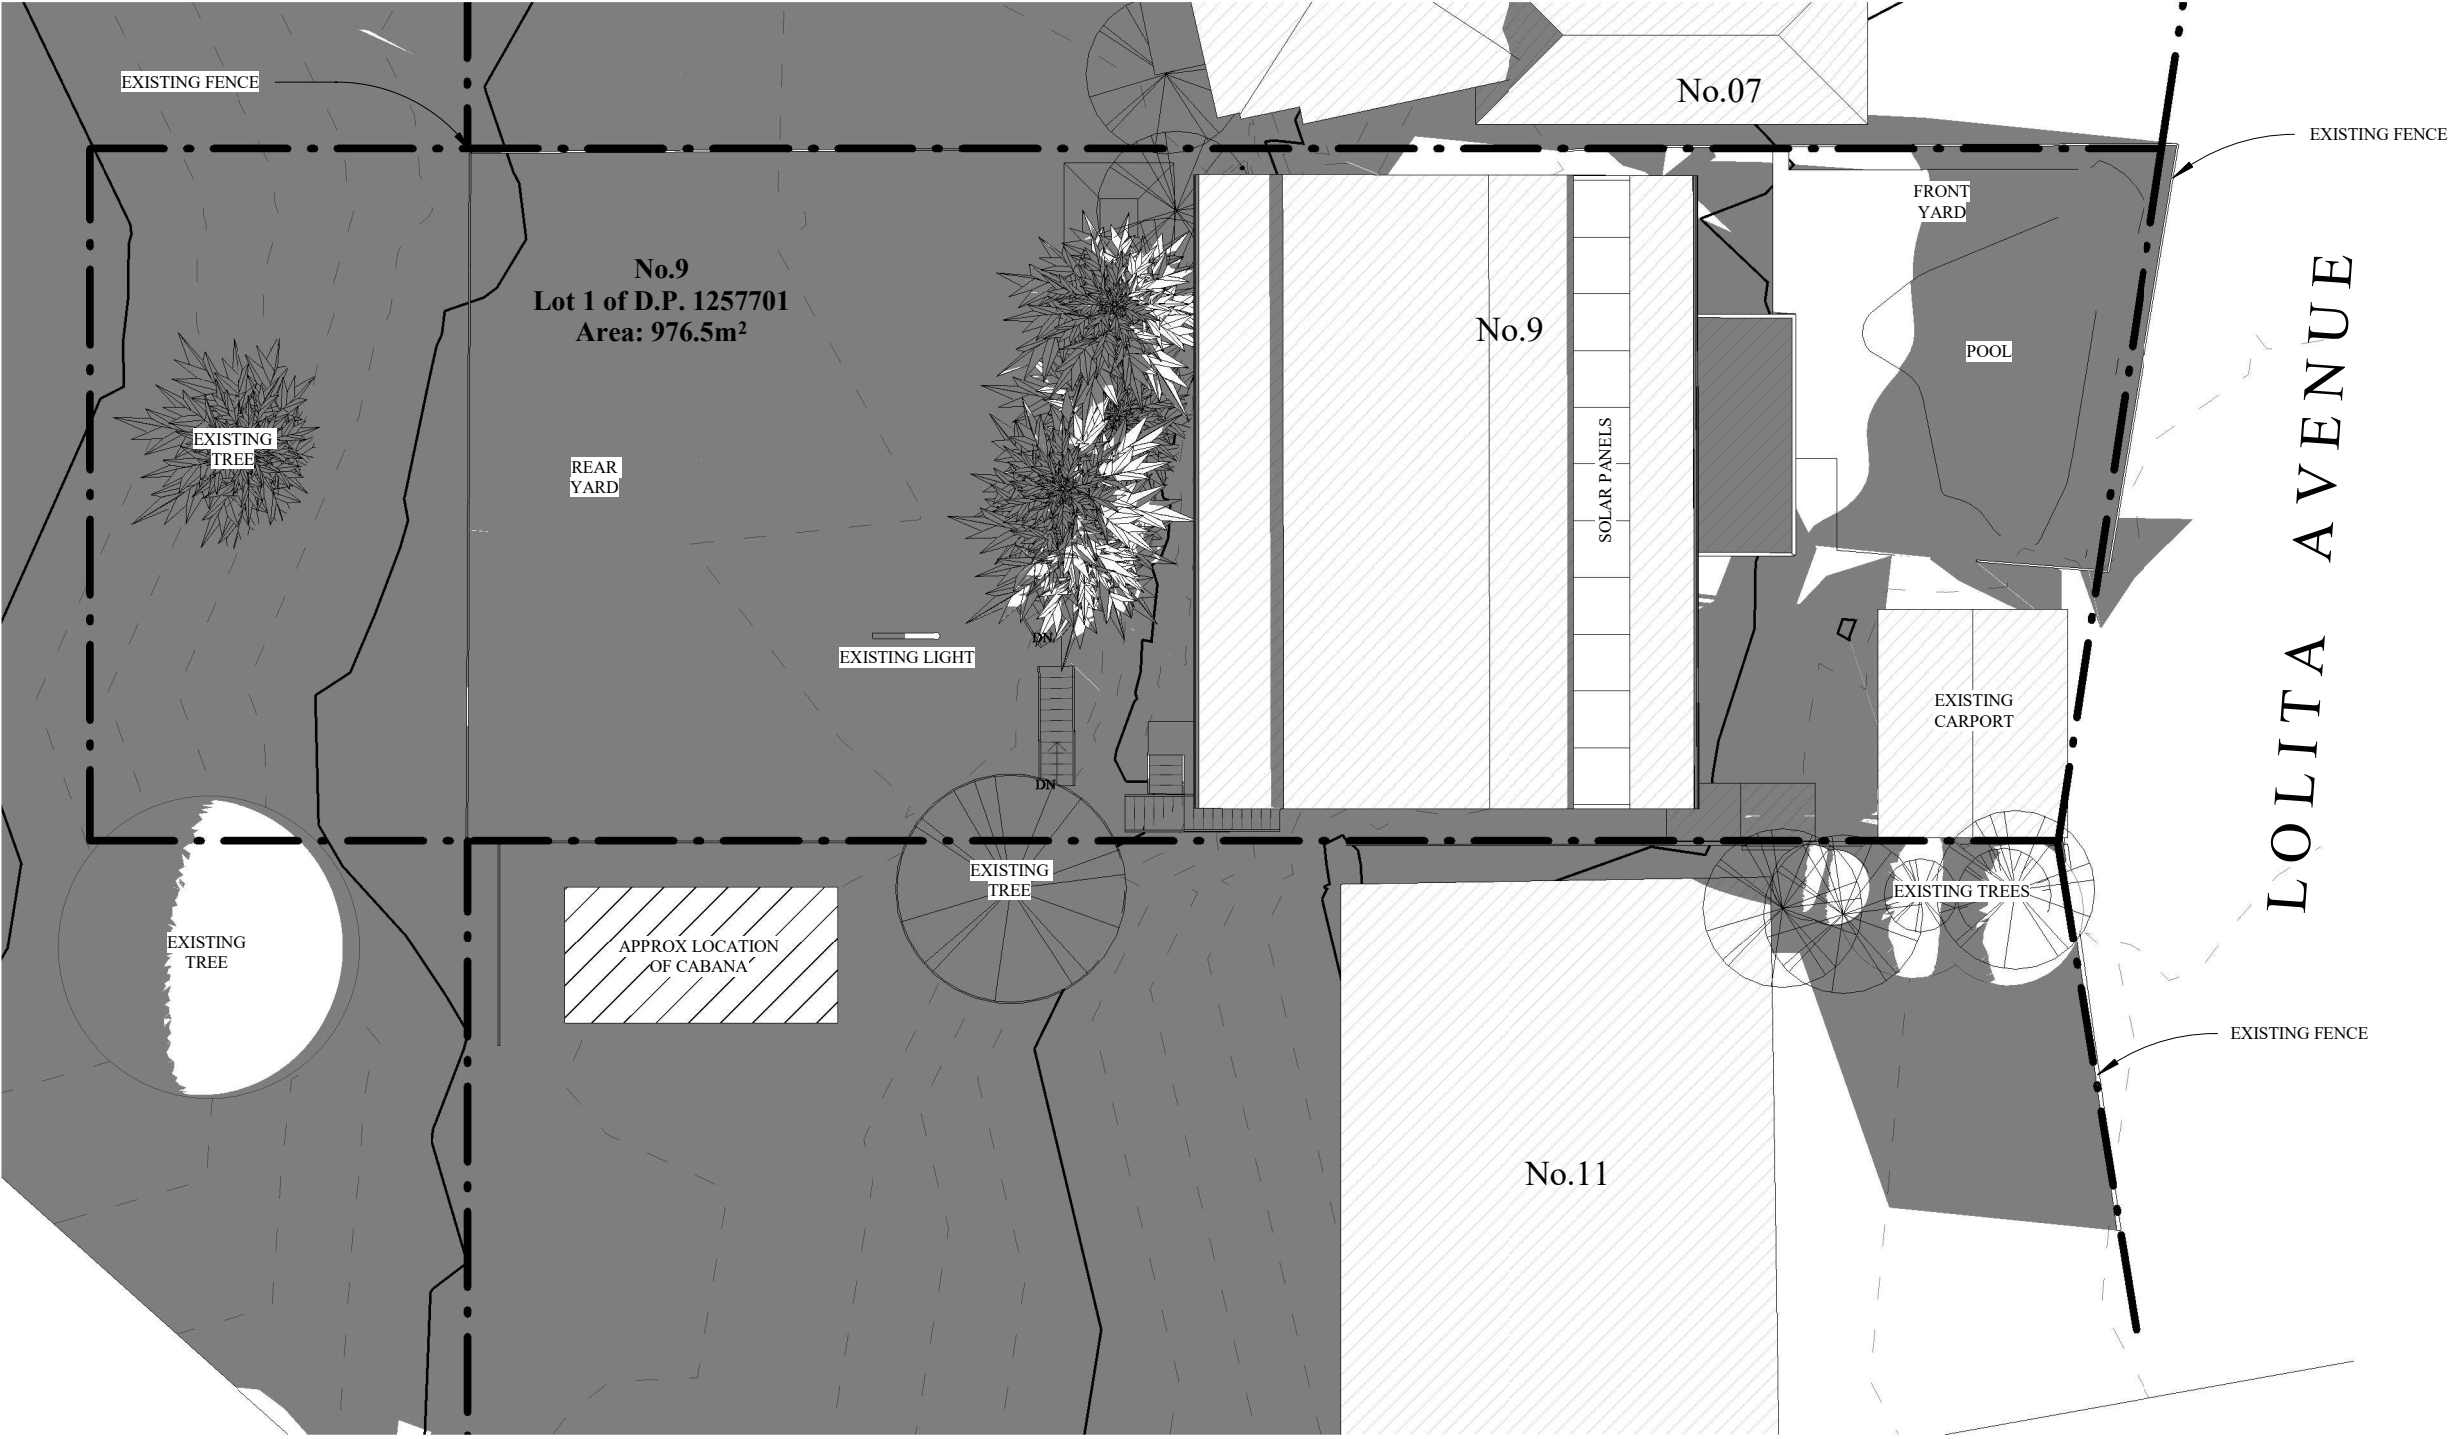 EXISTING FENCE
No.07
EXISTING FENCE
FRONT
YARD
No.9
Lot 1 of D.P. 1257701
Area: 976.5m²
No.9
POOL
LOLITA AVENUE
EXISTING
TREE
REAR
YARD
SOLAR PANELS
DN
EXISTING LIGHT
EXISTING
CARPORT
DN
EXISTING
TREE
EXISTING TREES
EXISTING
TREE
APPROX LOCATION
OF CABANA
EXISTING FENCE
No.11